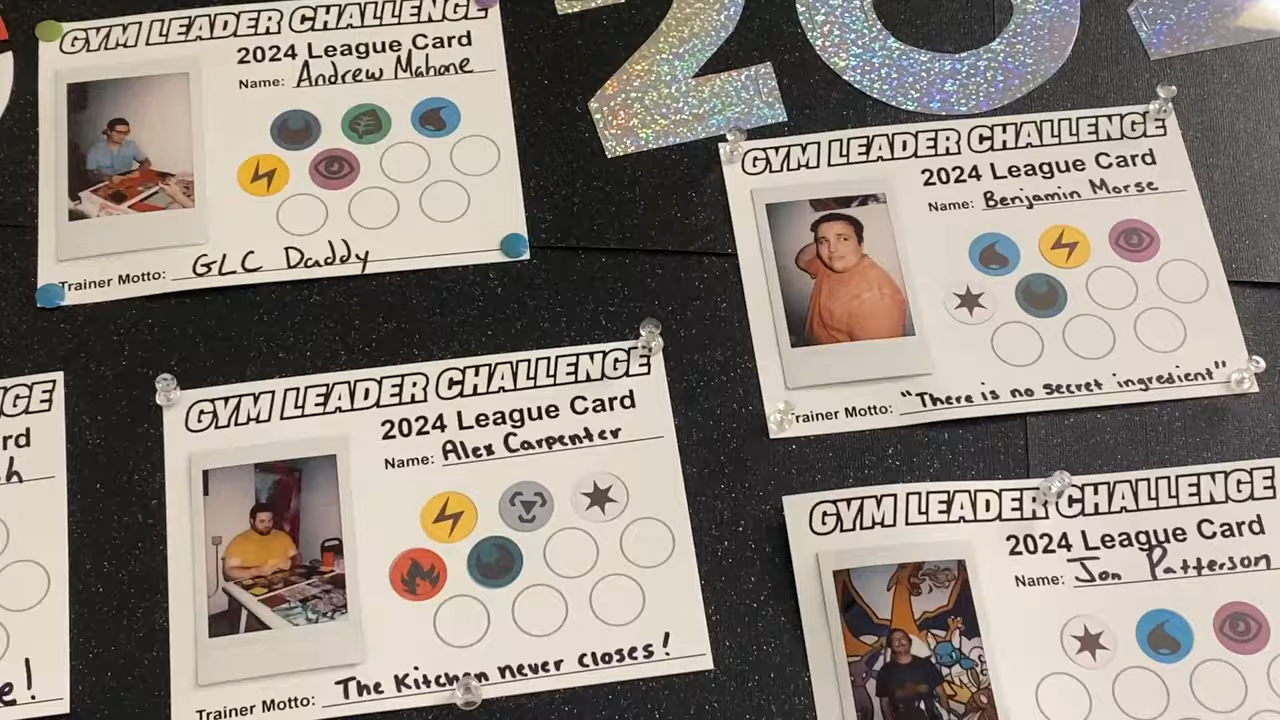 GYM LEADER CHALLENGE
2024 League Card
Name: Andrew Mahone
Trainer Motto: GLC Daddy
202
GYM LEADER CHALLENGE
2024 League Card
Name: Benjamin Morse
Trainer Motto: "There is no secret ingredient"
GYM LEADER CHALLENGE
2024 League Card
Name: Alex Carpenter
Trainer Motto: The Kitchen never closes!
GYM LEADER CHALLENGE
2024 League Card
Name: Jon Patterson